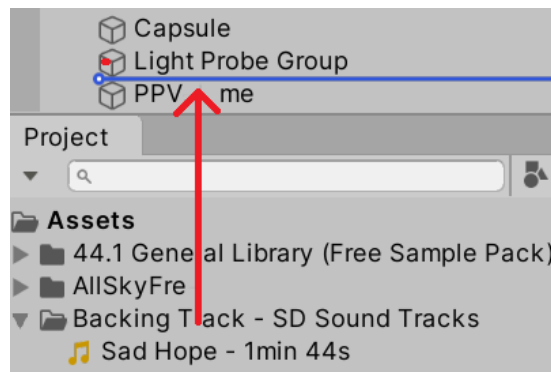 Capsule
Light Probe Group
PPV me
Project
Assets
44.1 General Library (Free Sample Pack)
AllSkyFre
Backing Track - SD Sound Tracks
Sad Hope - 1min 44s